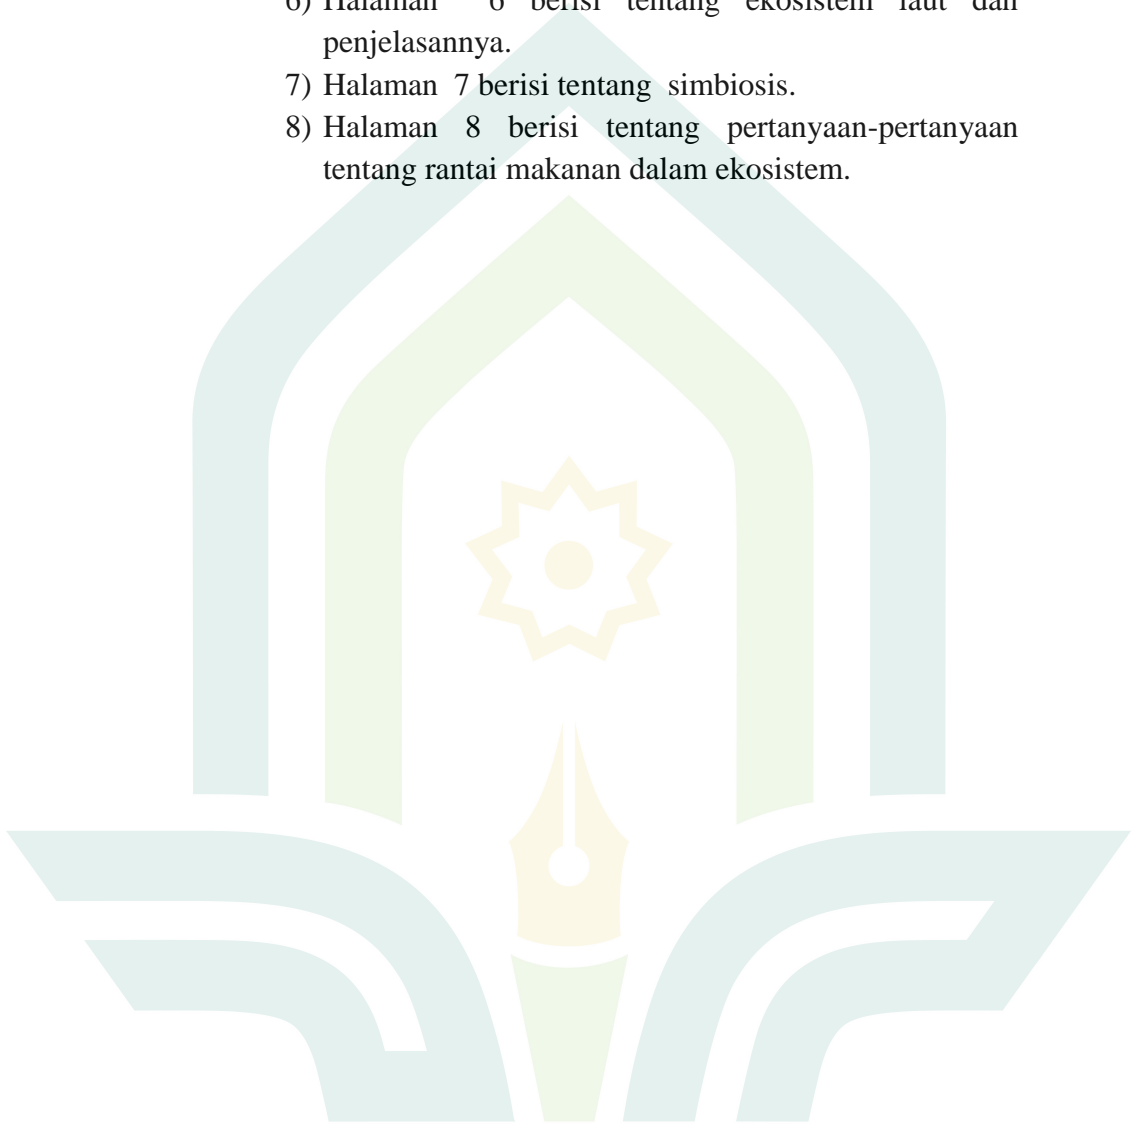 6) Halaman 6 berisi tentang ekosistem laut dan
penjelasannya.
7) Halaman 7 berisi tentang simbiosis.
8) Halaman 8 berisi tentang pertanyaan-pertanyaan
tentang rantai makanan dalam ekosistem.